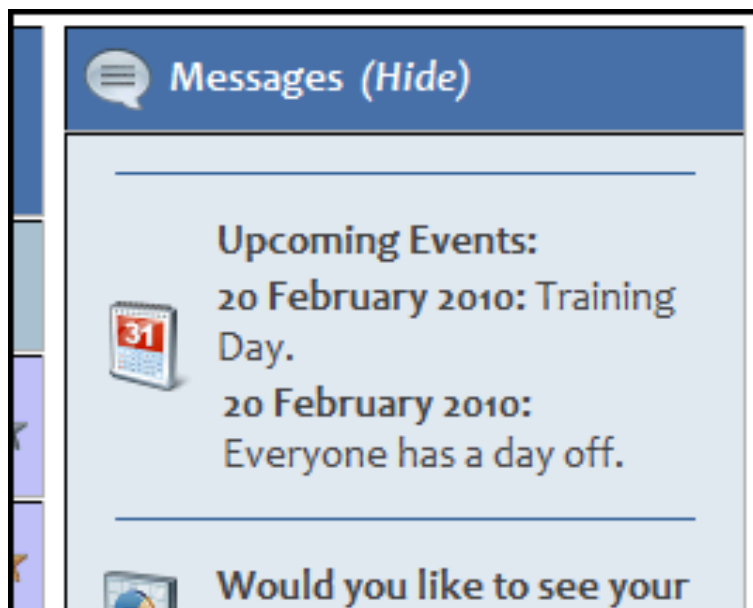 Messages (Hide)
Upcoming Events:
20 February 2010: Training
Day.
31
20 February 2010:
Everyone has a day off.
Would you like to see your